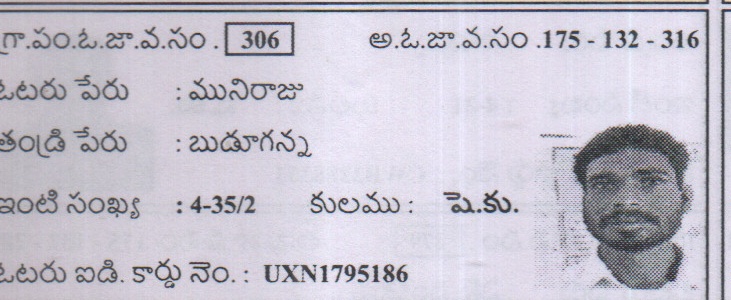 గ్రా.పం.ఓ.జా.వ.సం . 306 అ.ఓ.జా.వ.సం .175 - 132 - 316
ఓటరు పేరు : మునిరాజు
తండ్రి పేరు : బుడూగన్న
ఇంటి సంఖ్య : 4-35/2 కులము : షె.కు.
ఓటరు ఐడి. కార్డు నెం. : UXN1795186